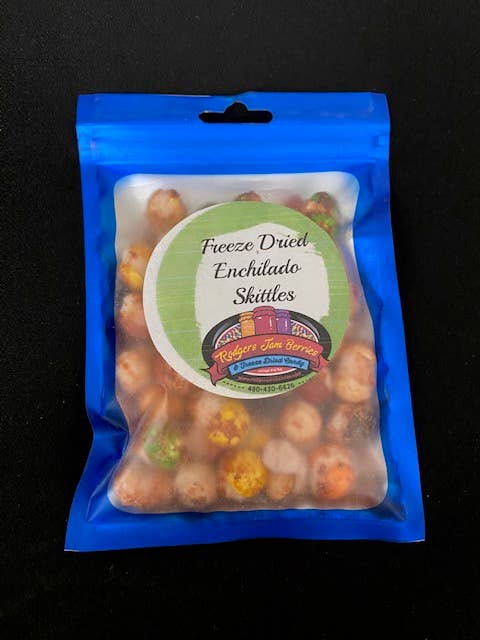 Freeze Dried
Enchilado
Skittles
Rodgers Jam Berries
& Freeze Dried Candy
480-430-6626